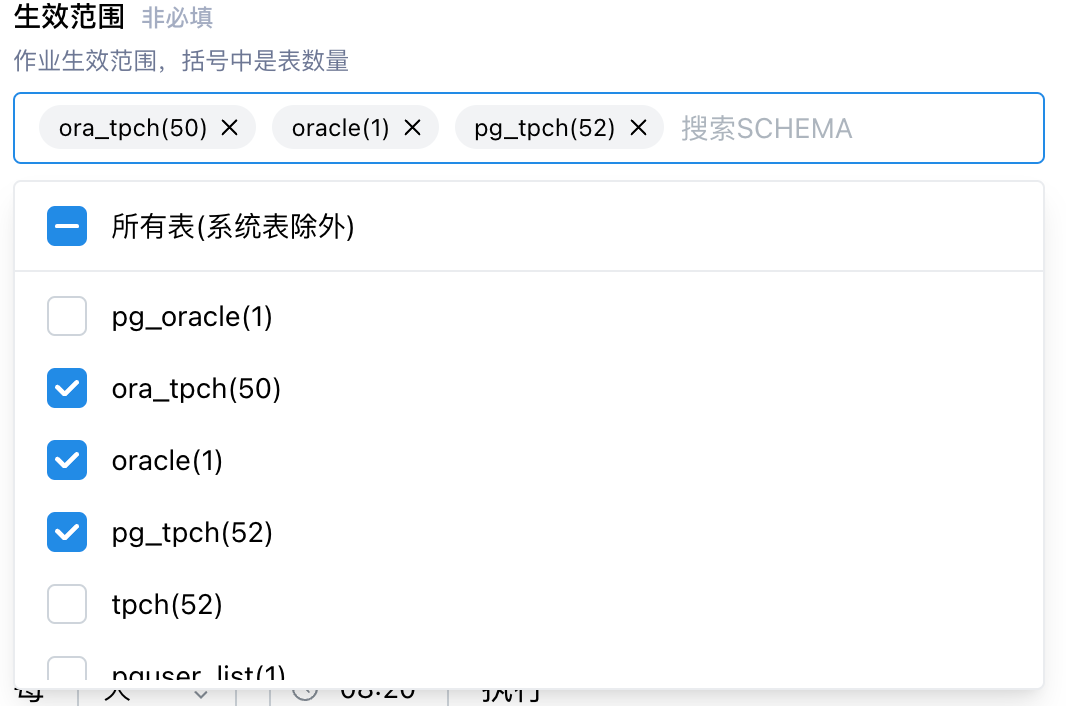 生效范围 非必填
作业生效范围，括号中是表数量
ora_tpch(50) oracle(1) pg_tpch(52) 搜索SCHEMA
所有表(系统表除外)
pg_oracle(1)
ora_tpch(50)
oracle(1)
pg_tpch(52)
tpch(52)
pguser_list(1)
每 天 08:20 执行